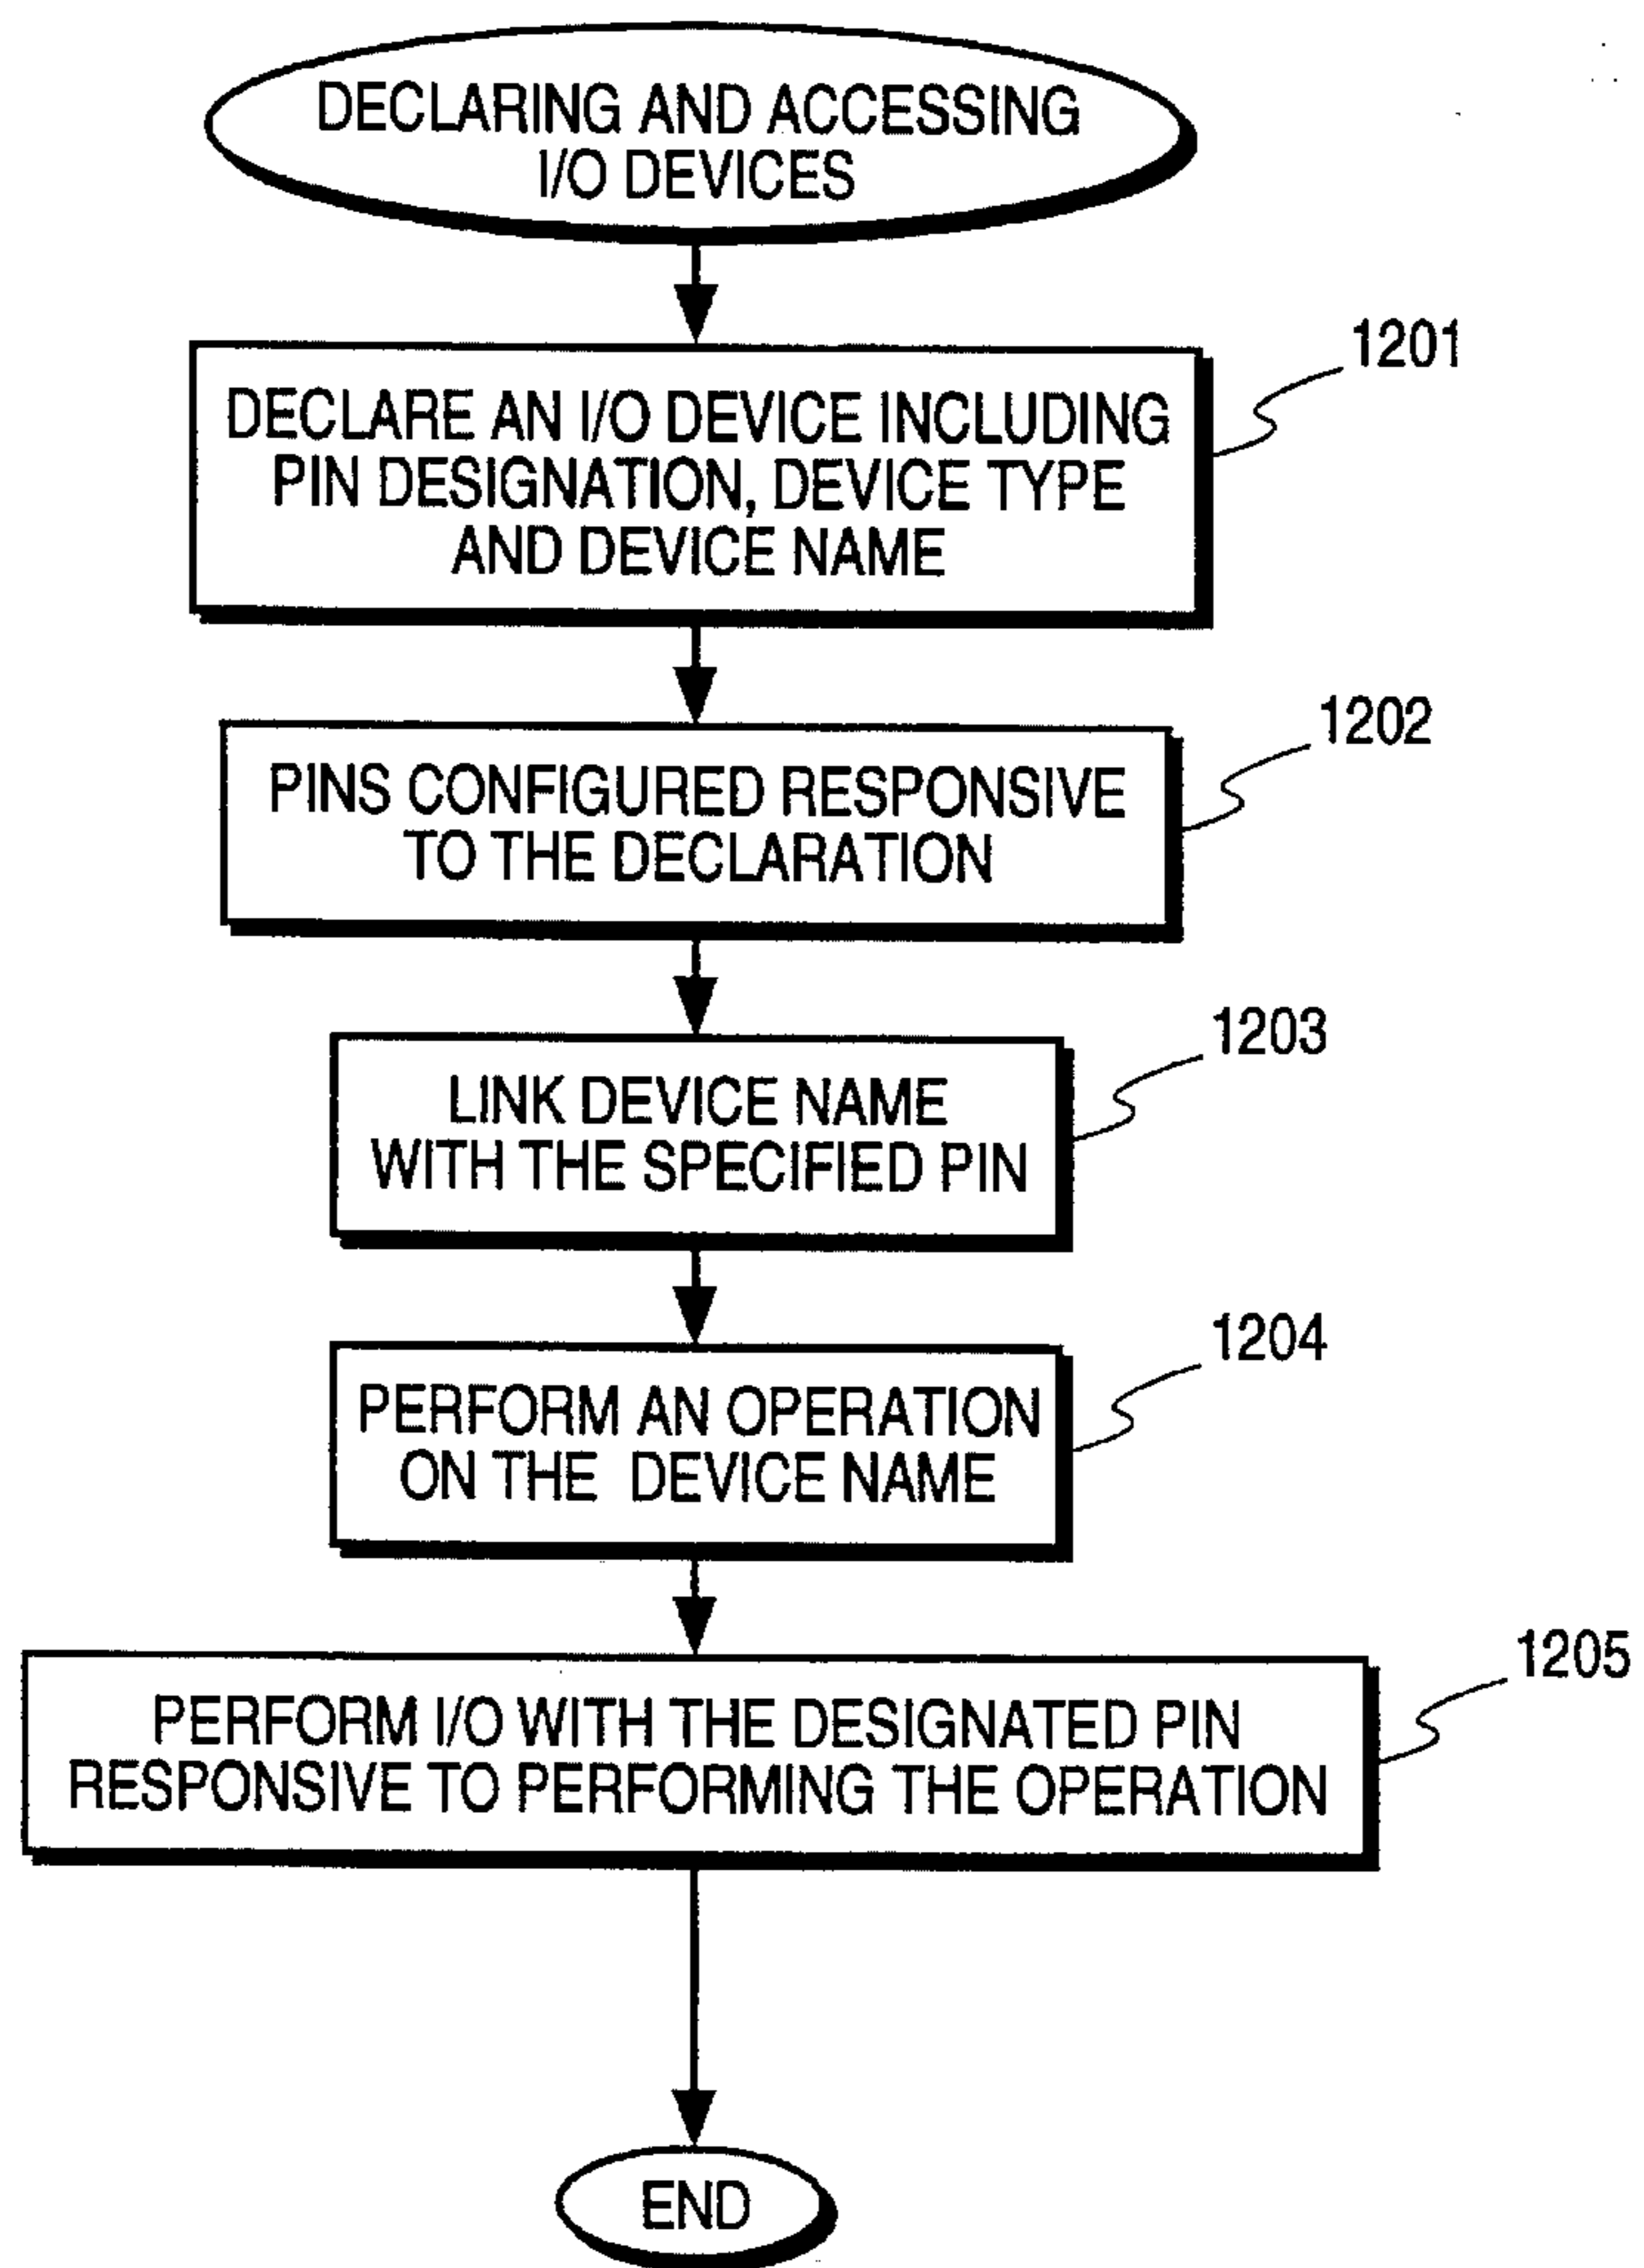 DECLARING AND ACCESSING
I/O DEVICES
1201
DECLARE AN I/O DEVICE INCLUDING
PIN DESIGNATION, DEVICE TYPE
AND DEVICE NAME
1202
PINS CONFIGURED RESPONSIVE
TO THE DECLARATION
1203
LINK DEVICE NAME
WITH THE SPECIFIED PIN
1204
PERFORM AN OPERATION
ON THE DEVICE NAME
1205
PERFORM I/O WITH THE DESIGNATED PIN
RESPONSIVE TO PERFORMING THE OPERATION
END